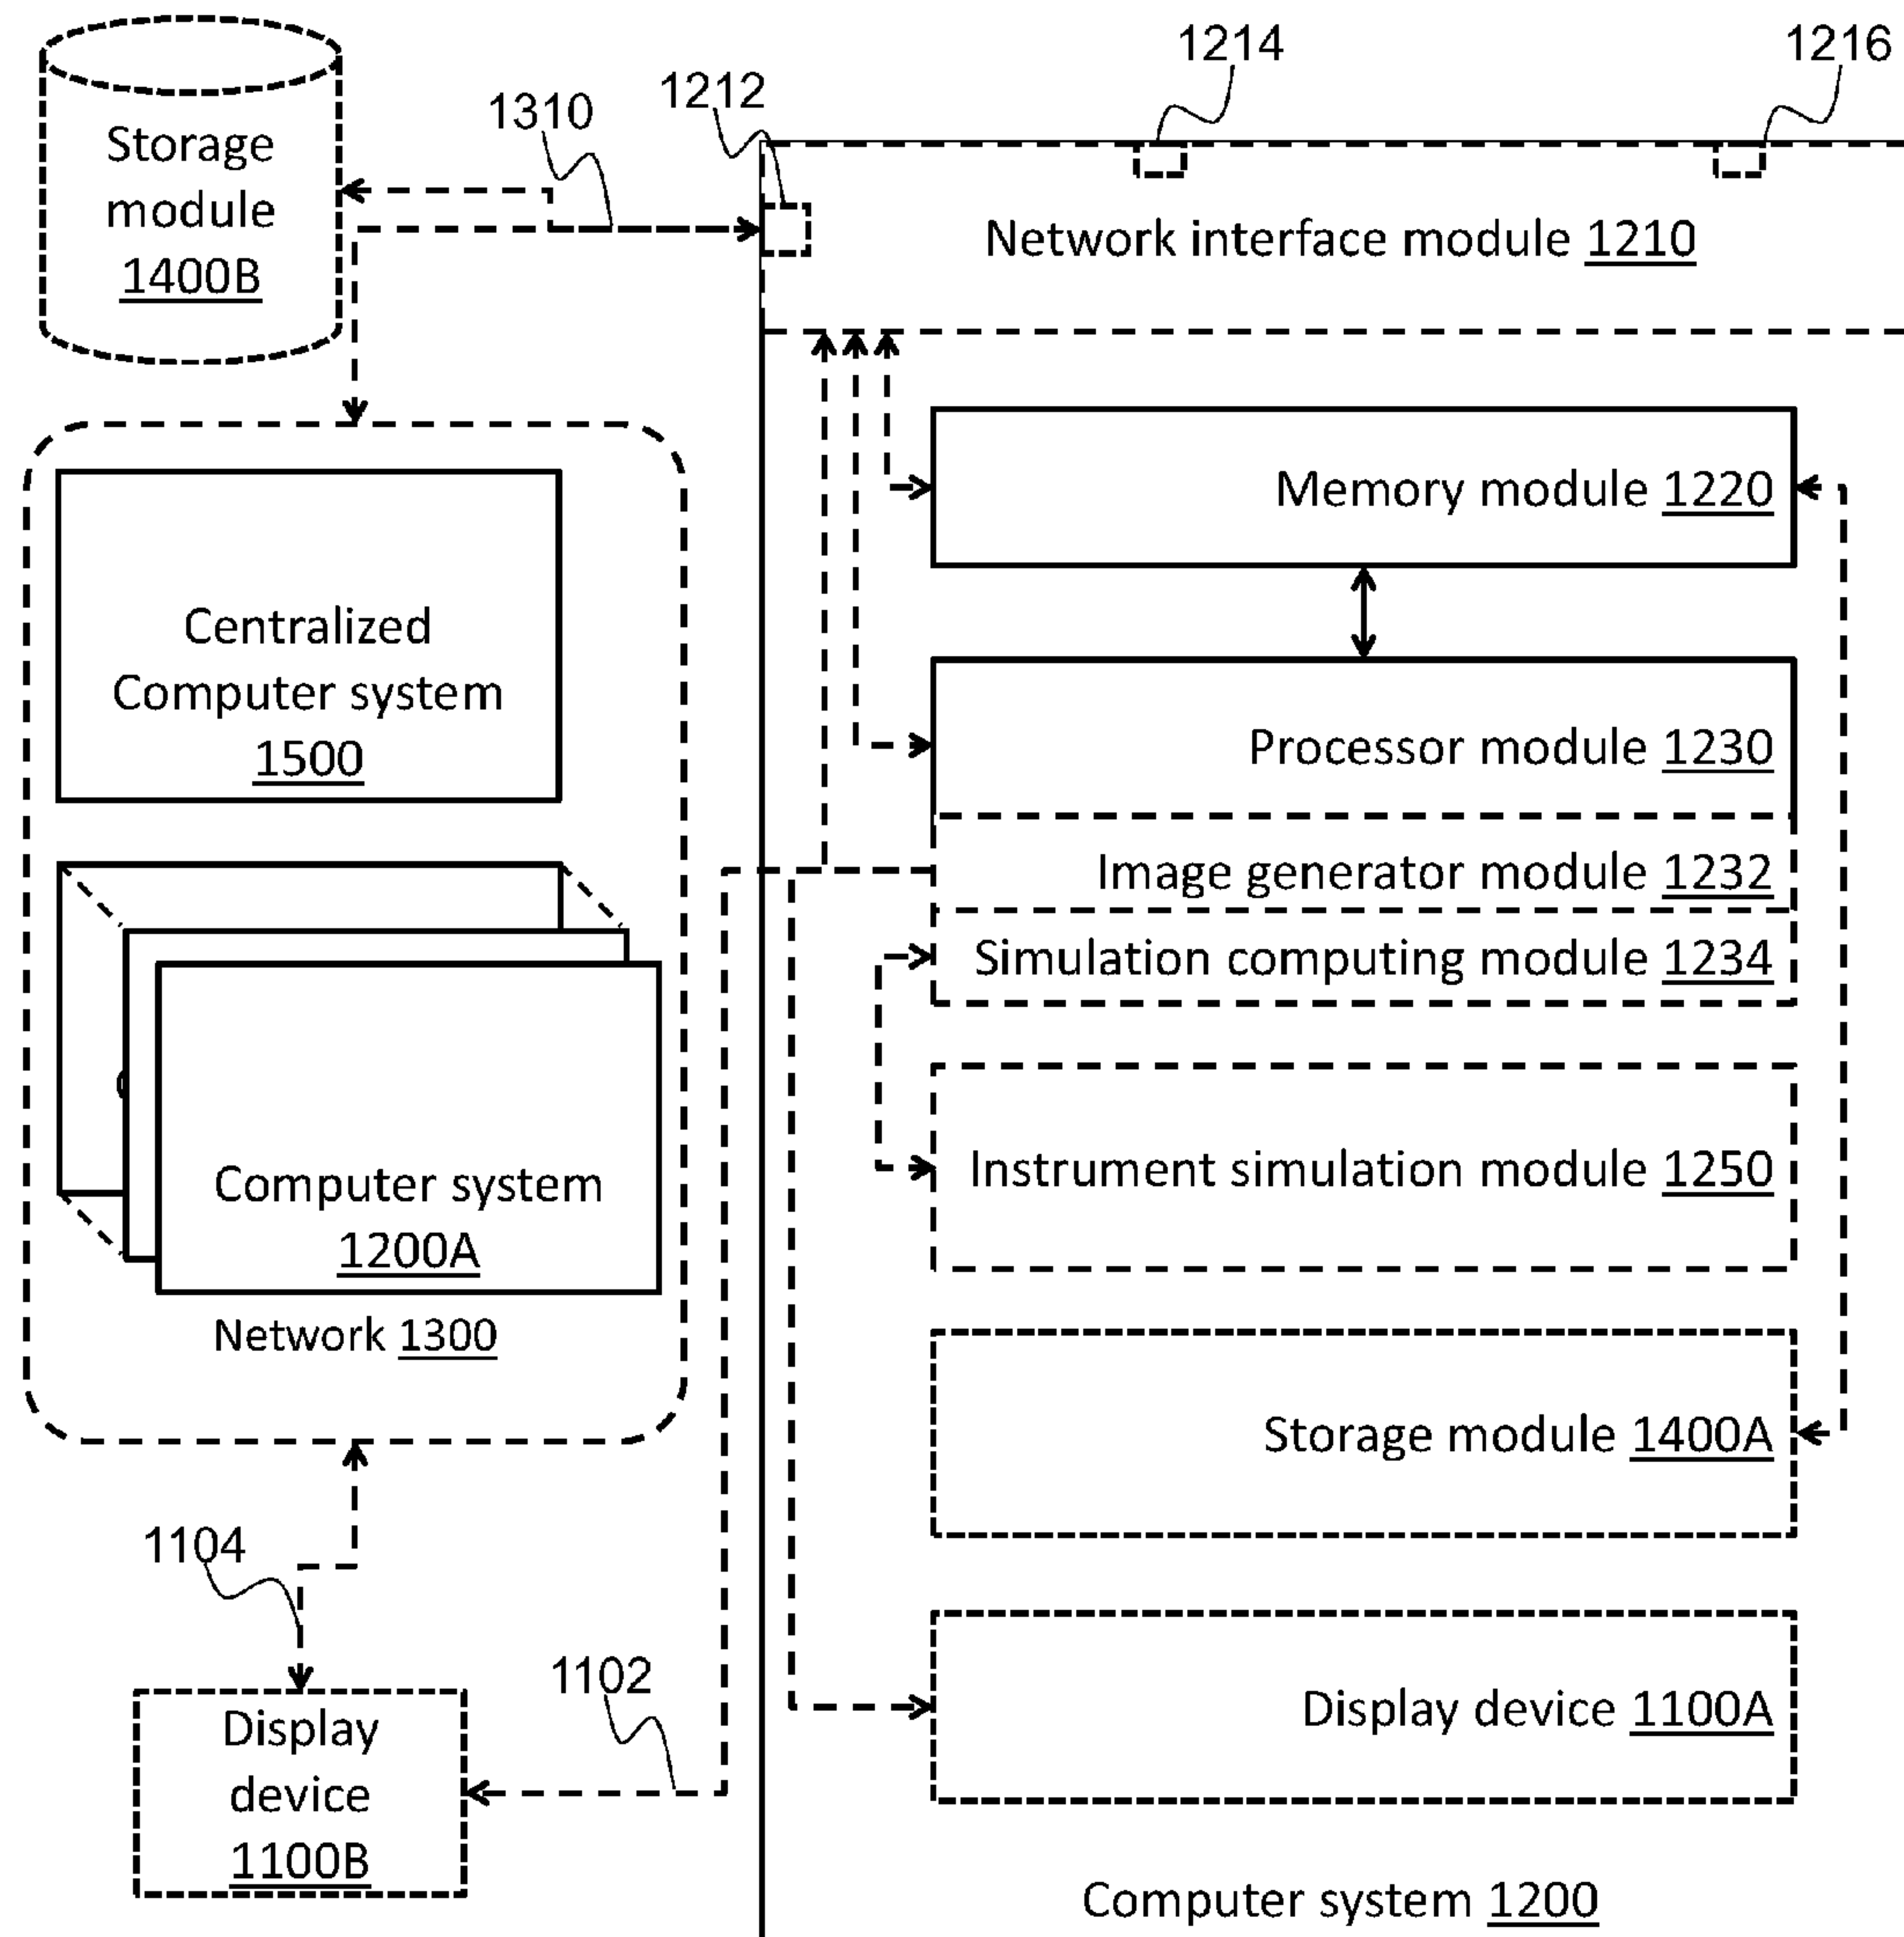 1214
1216
1212
1310
Storage
module
1400B
Network interface module 1210
Memory module 1220
Centralized
Computer system
1500
Processor module 1230
Image generator module 1232
Simulation computing module 1234
Computer system
1200A
Network 1300
Instrument simulation module 1250
Storage module 1400A
1104
1102
Display
device
1100B
Display device 1100A
Computer system 1200